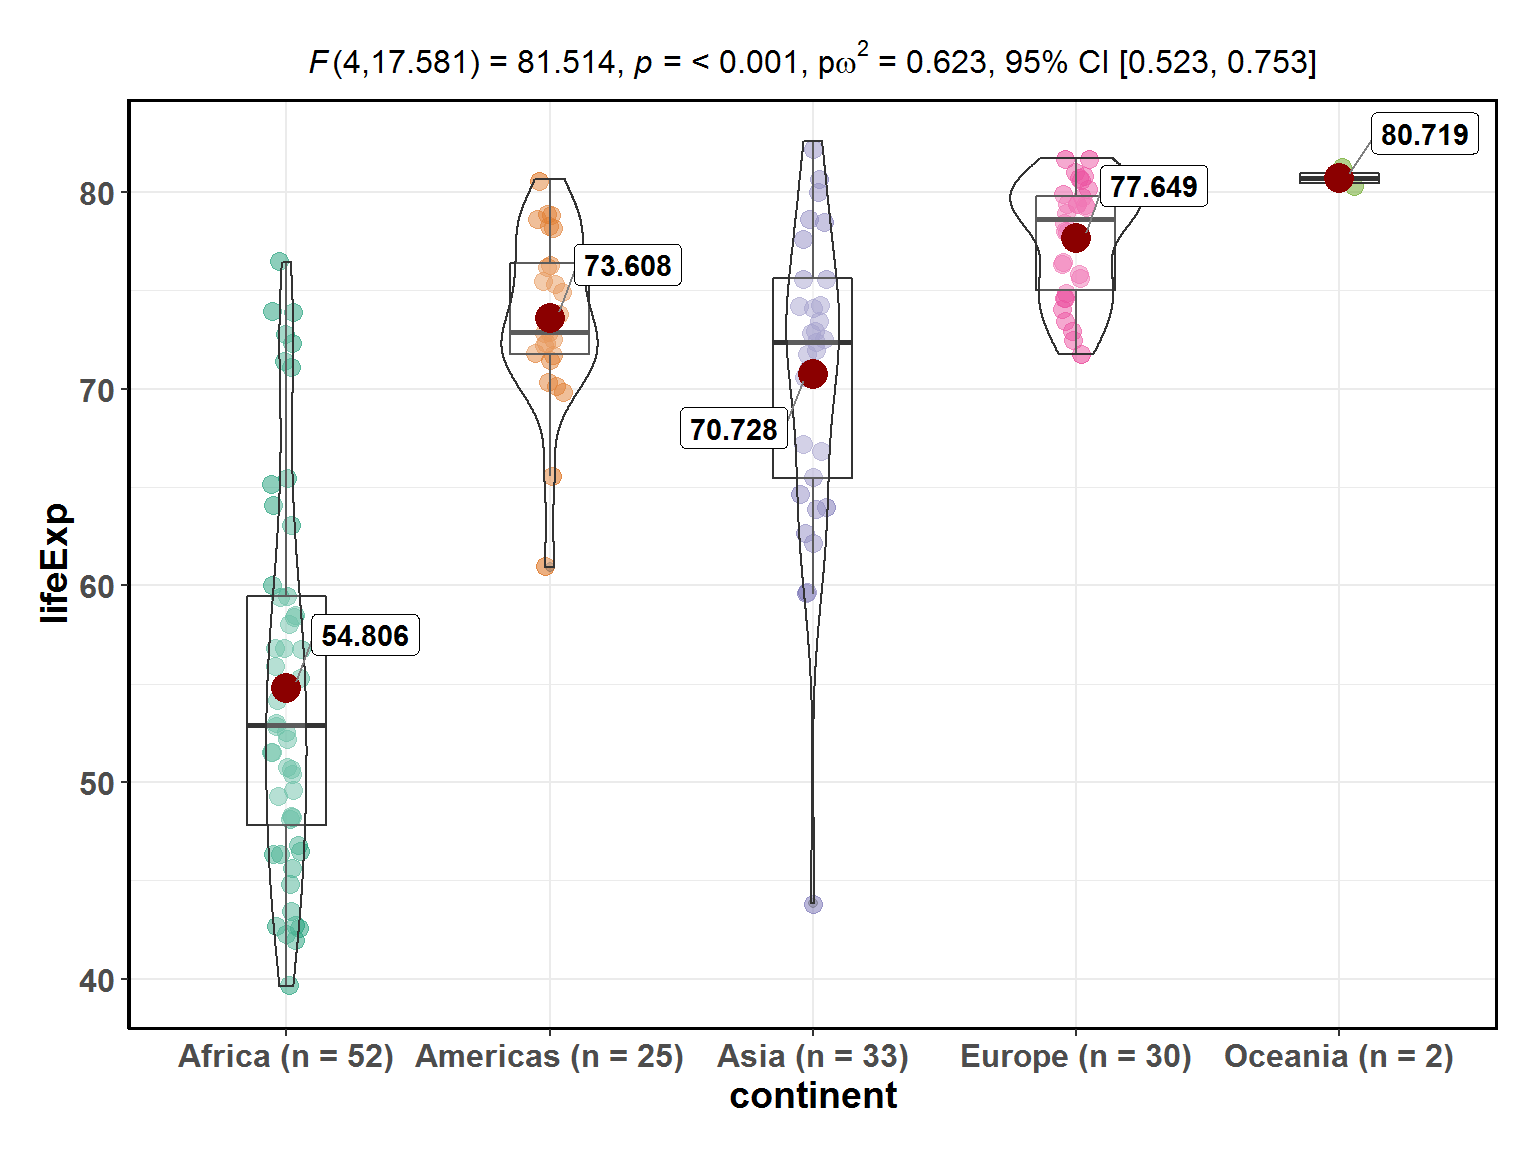 F(4,17.581) = 81.514, p = < 0.001, pω² = 0.623, 95% CI [0.523, 0.753]
80.719
77.649
73.608
70.728
54.806
80
70
60
50
40
lifeExp
Africa (n = 52) Americas (n = 25) Asia (n = 33) Europe (n = 30) Oceania (n = 2)
continent